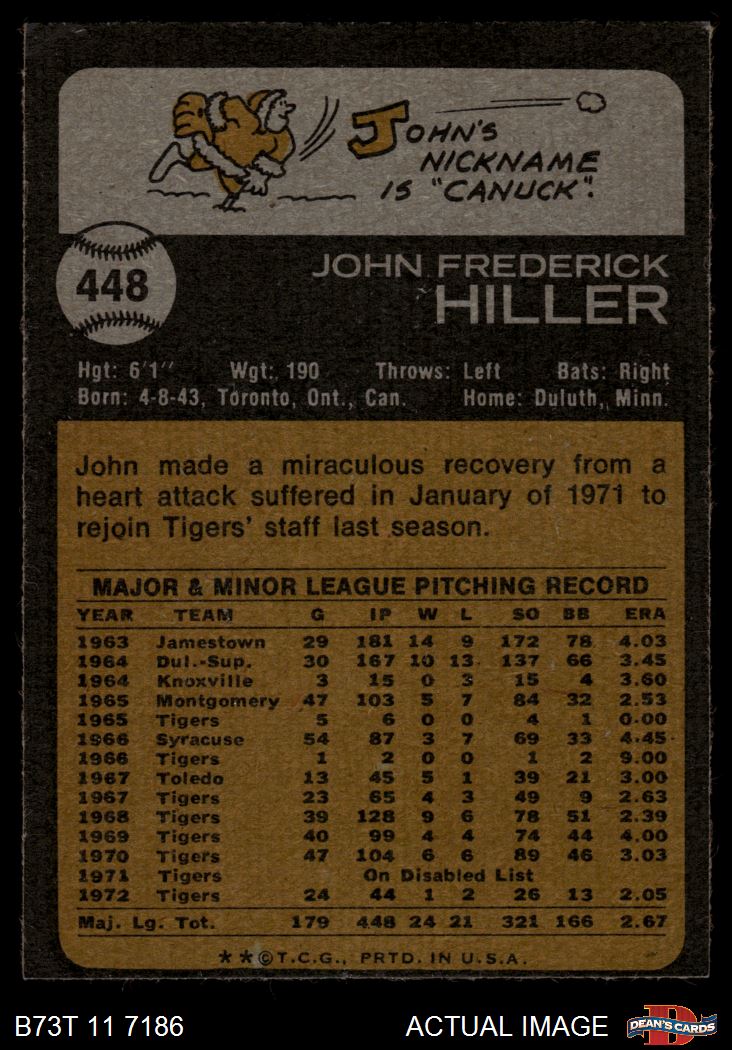 JOHN'S
NICKNAME
IS "CANUCK".
448
JOHN FREDERICK
HILLER
Hgt: 6'1" Wgt: 190 Throws: Left Bats: Right
Born: 4-8-43, Toronto, Ont., Can. Home: Duluth, Minn.
John made a miraculous recovery from a
heart attack suffered in January of 1971 to
rejoin Tigers' staff last season.
MAJOR & MINOR LEAGUE PITCHING RECORD
YEAR TEAM G IP W L SO BB ERA
1963 Jamestown 29 181 14 9 172 78 4.03
1964 Dul.-Sup. 30 167 10 13 137 66 3.45
1964 Knoxville 3 15 0 3 15 4 3.60
1965 Montgomery 47 103 5 7 84 32 2.53
1965 Tigers 5 6 0 0 4 1 0.00
1966 Syracuse 54 87 3 7 69 33 4.45
1966 Tigers 1 2 0 0 1 2 9.00
1967 Toledo 13 45 5 1 39 21 3.00
1967 Tigers 23 65 4 3 49 9 2.63
1968 Tigers 39 128 9 6 78 51 2.39
1969 Tigers 40 99 4 4 74 44 4.00
1970 Tigers 47 104 6 6 89 46 3.03
1971 Tigers On Disabled List
1972 Tigers 24 44 1 2 26 13 2.05
Maj. Lg. Tot. 179 448 24 21 321 166 2.67
**©T.C.G., PRTD. IN U.S.A.
B73T 11 7186 ACTUAL IMAGE DEAN'S CARDS